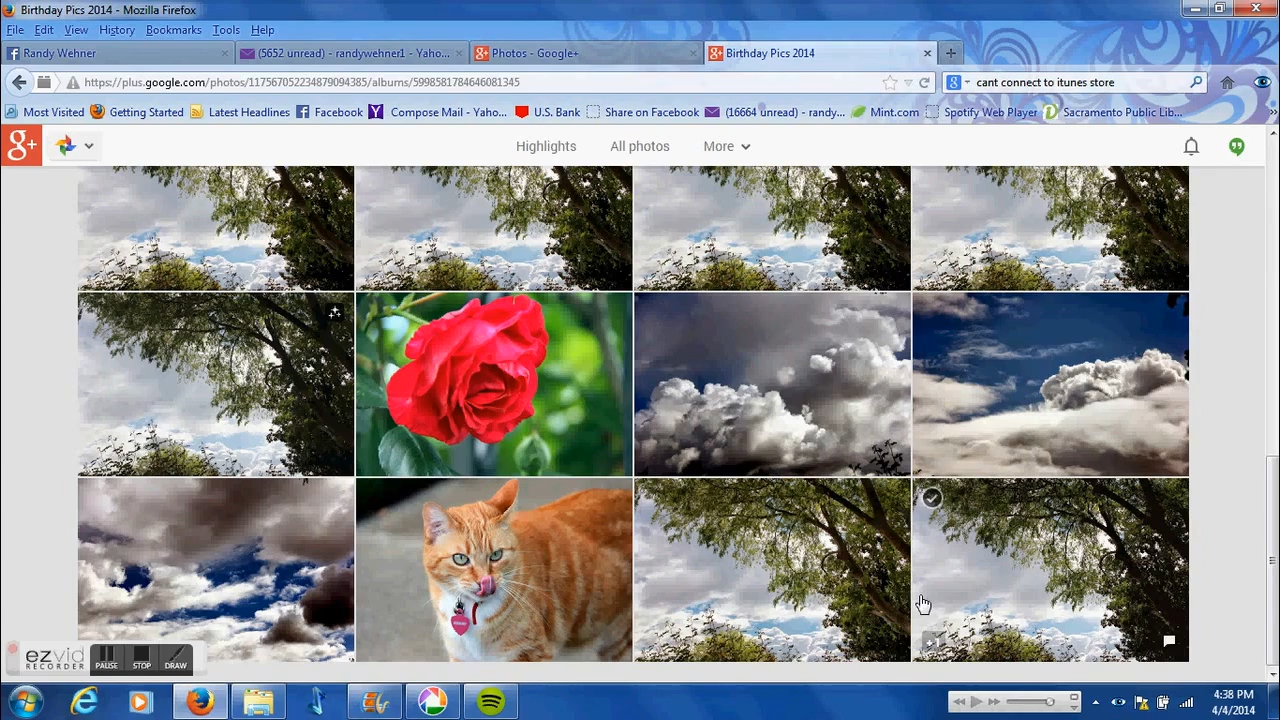 Birthday Pics 2014 - Mozilla Firefox
File Edit View History Bookmarks Tools Help
Randy Wehner (5652 unread) - randywehner1 - Yaho... Photos - Google+ Birthday Pics 2014
https://plus.google.com/photos/117567052234879094385/albums/5998581784646081345 cant connect to itunes store
Most Visited Getting Started Latest Headlines Facebook Compose Mail - Yaho... U.S. Bank Share on Facebook (16664 unread) - randy... Mint.com Spotify Web Player Sacramento Public Lib...
g+ Highlights All photos More
ezvid PAUSE STOP DRAW
RECORDER
4:38 PM
4/4/2014